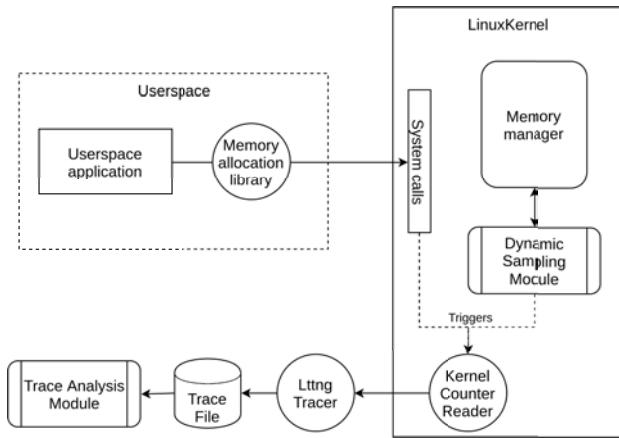 LinuxKernel
Userspace
Userspace
application
Memory
allocation
library
System calls
Memory
manager
Dynamic
Sampling
Module
Triggers
Trace Analysis
Module
Trace
File
Lttng
Tracer
Kernel
Counter
Reader